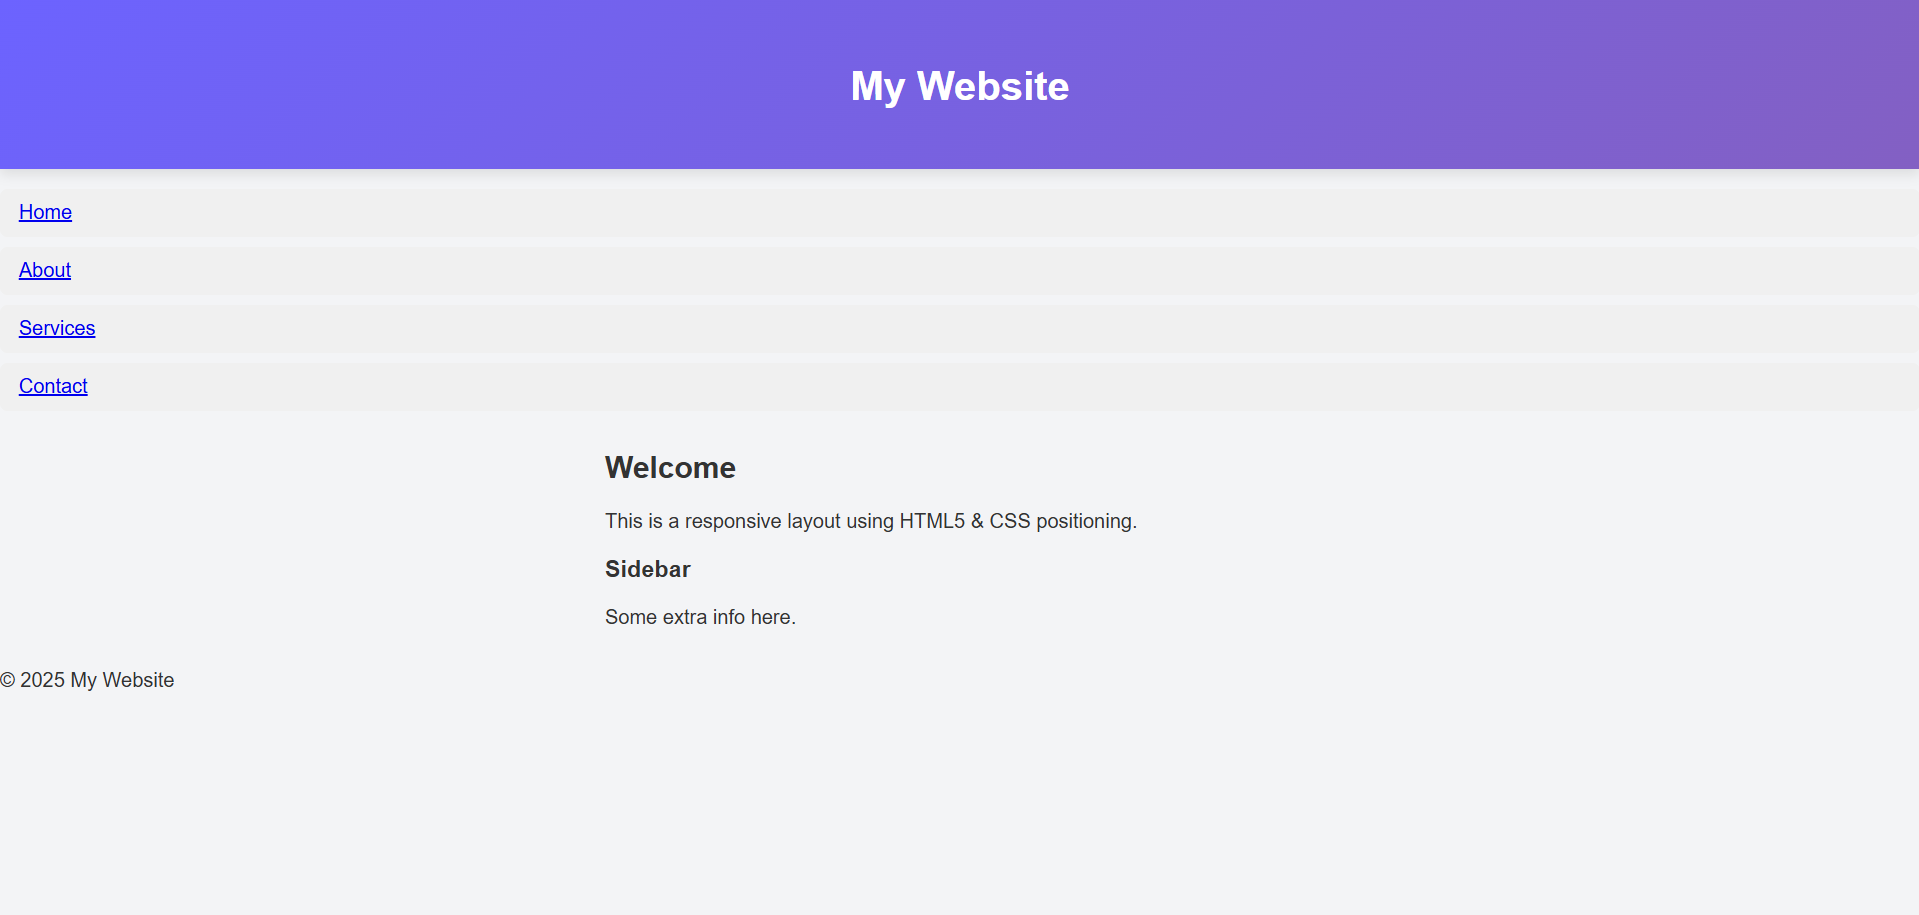 My Website
Home
About
Services
Contact
Welcome
This is a responsive layout using HTML5 & CSS positioning.
Sidebar
Some extra info here.
© 2025 My Website